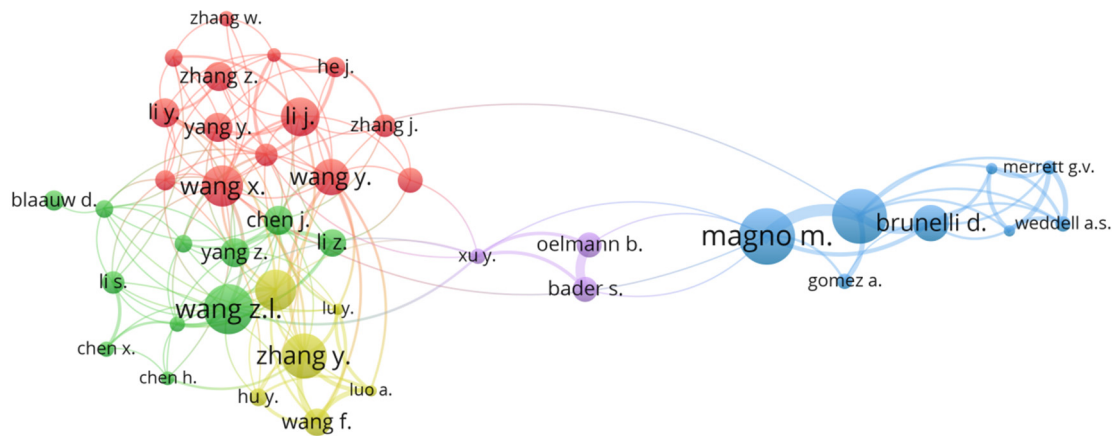 zhang w.
zhang z.
he j.
li y.
yang y.
li j.
zhang j.
wang x.
wang y.
blaauw d.
chen j.
yang z.
li z.
li s.
wang z.l.
lu y.
chen x.
zhang y.
chen h.
hu y.
luo a.
wang f.
xu y.
oelmann b.
bader s.
magno m.
brunelli d.
gomez a.
merrett g.v.
weddell a.s.